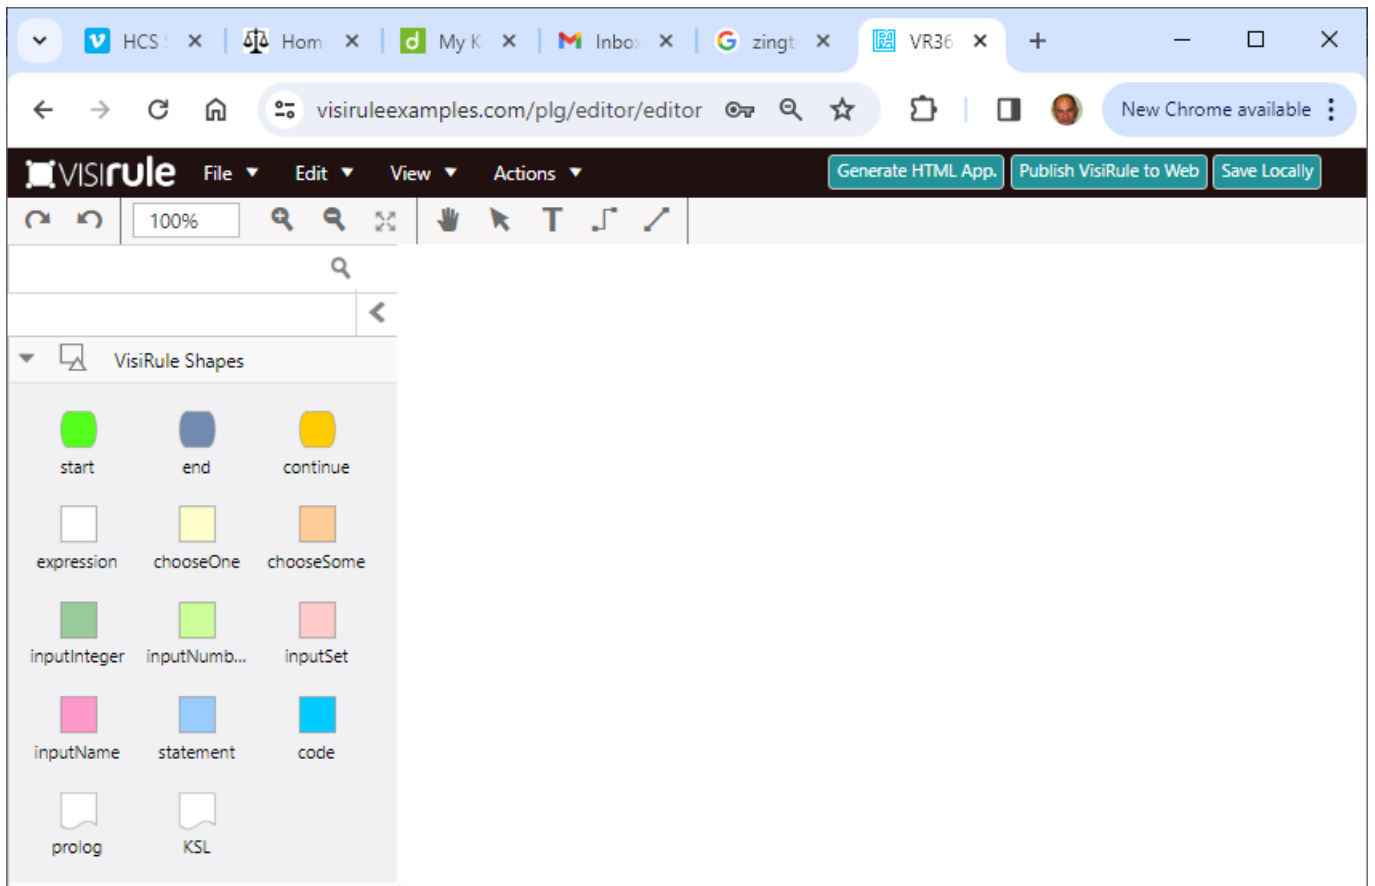 HCS S
Hom
My K
Inbo
zingt
VR36
visiruleexamples.com/plg/editor/editor
New Chrome available
VISIrule
File
Edit
View
Actions
Generate HTML App.
Publish VisiRule to Web
Save Locally
100%
T
VisiRule Shapes
start end continue
expression chooseOne chooseSome
inputInteger inputNumb... inputSet
inputName statement code
prolog KSL